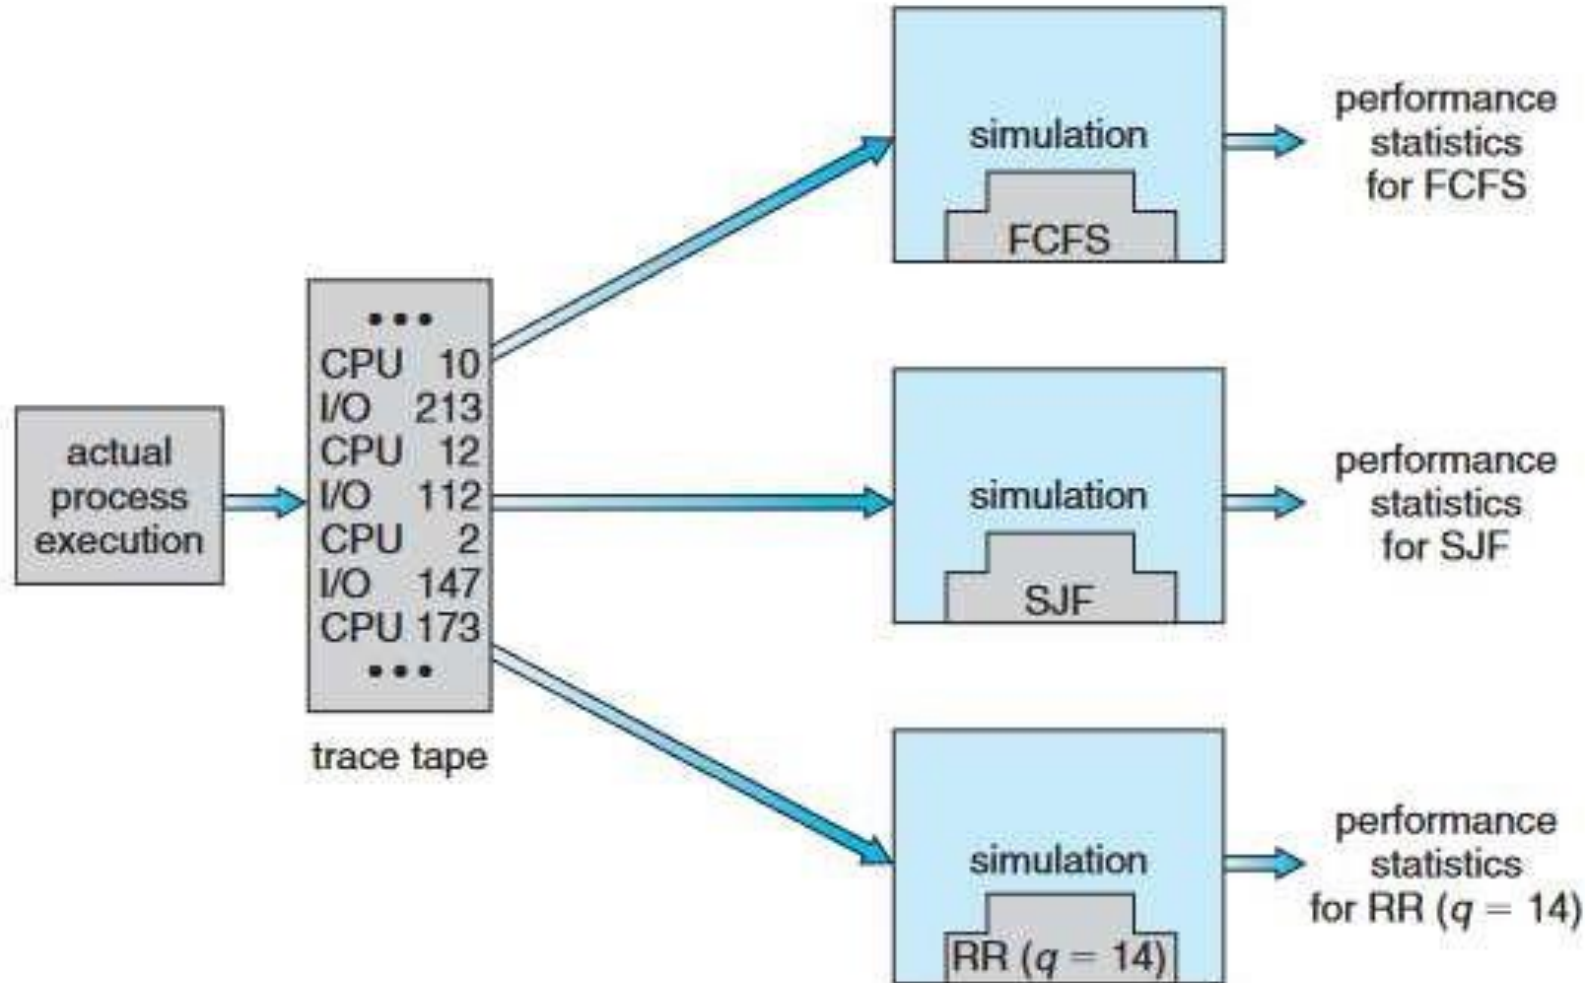 actual
process
execution
•••
CPU 10
I/O 213
CPU 12
I/O 112
CPU 2
I/O 147
CPU 173
•••
trace tape
simulation
FCFS
performance
statistics
for FCFS
simulation
SJF
performance
statistics
for SJF
simulation
RR (q = 14)
performance
statistics
for RR (q = 14)